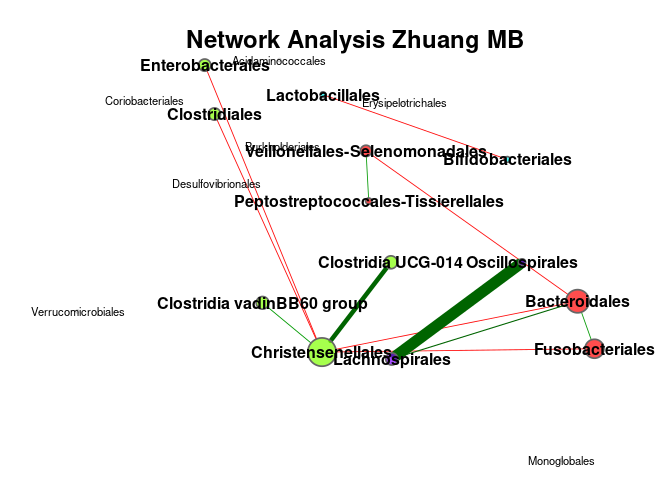 Network Analysis Zhuang MB
Acidaminococcales
Enterobacterales
Lactobacillales
Coriobacteriales
Erysipelotrichales
Clostridiales
Burkholderiales
Veillonellales-Selenomonadales
Bifidobacteriales
Desulfovibrionales
Peptostreptococcales-Tissierellales
Clostridia UCG-014
Oscillospirales
Clostridia vadinBB60 group
Bacteroidales
Verrucomicrobiales
Christensenellales
Fusobacteriales
Lachnospirales
Monoglobales